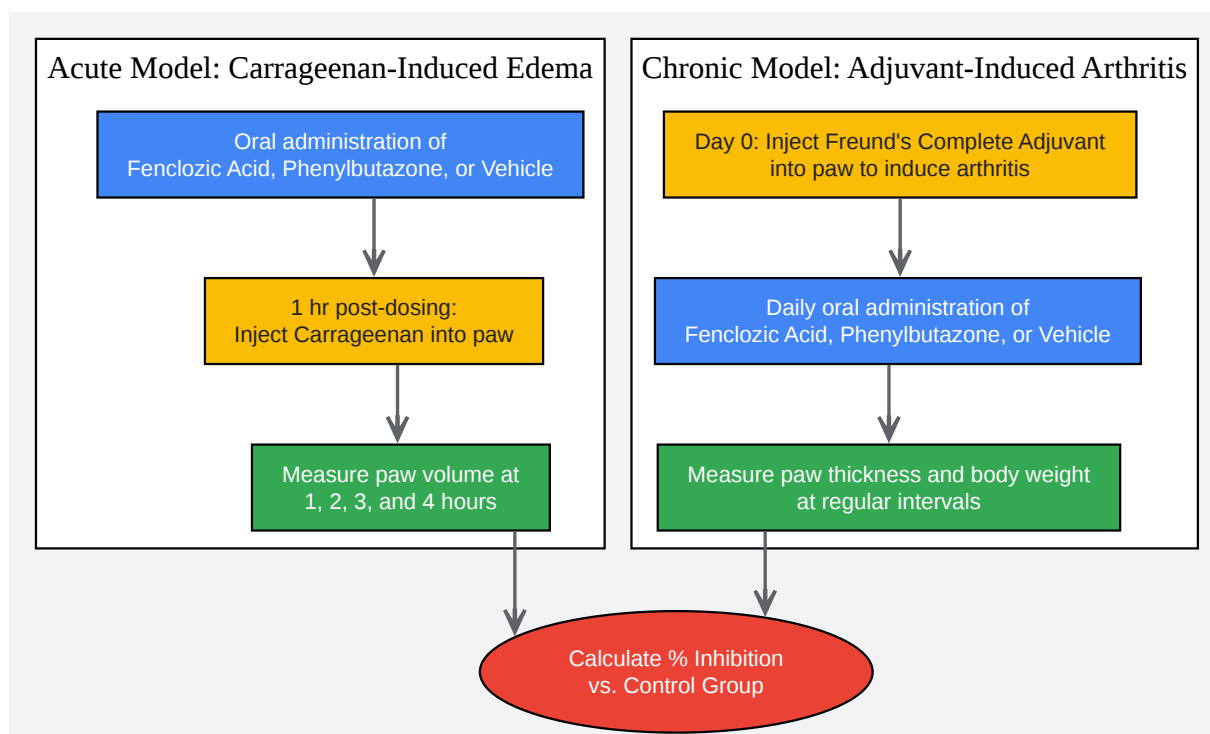 Acute Model: Carrageenan-Induced Edema
Oral administration of
Fenclozic Acid, Phenylbutazone, or Vehicle
1 hr post-dosing:
Inject Carrageenan into paw
Measure paw volume at
1, 2, 3, and 4 hours
Chronic Model: Adjuvant-Induced Arthritis
Day 0: Inject Freund's Complete Adjuvant
into paw to induce arthritis
Daily oral administration of
Fenclozic Acid, Phenylbutazone, or Vehicle
Measure paw thickness and body weight
at regular intervals
Calculate % Inhibition
vs. Control Group